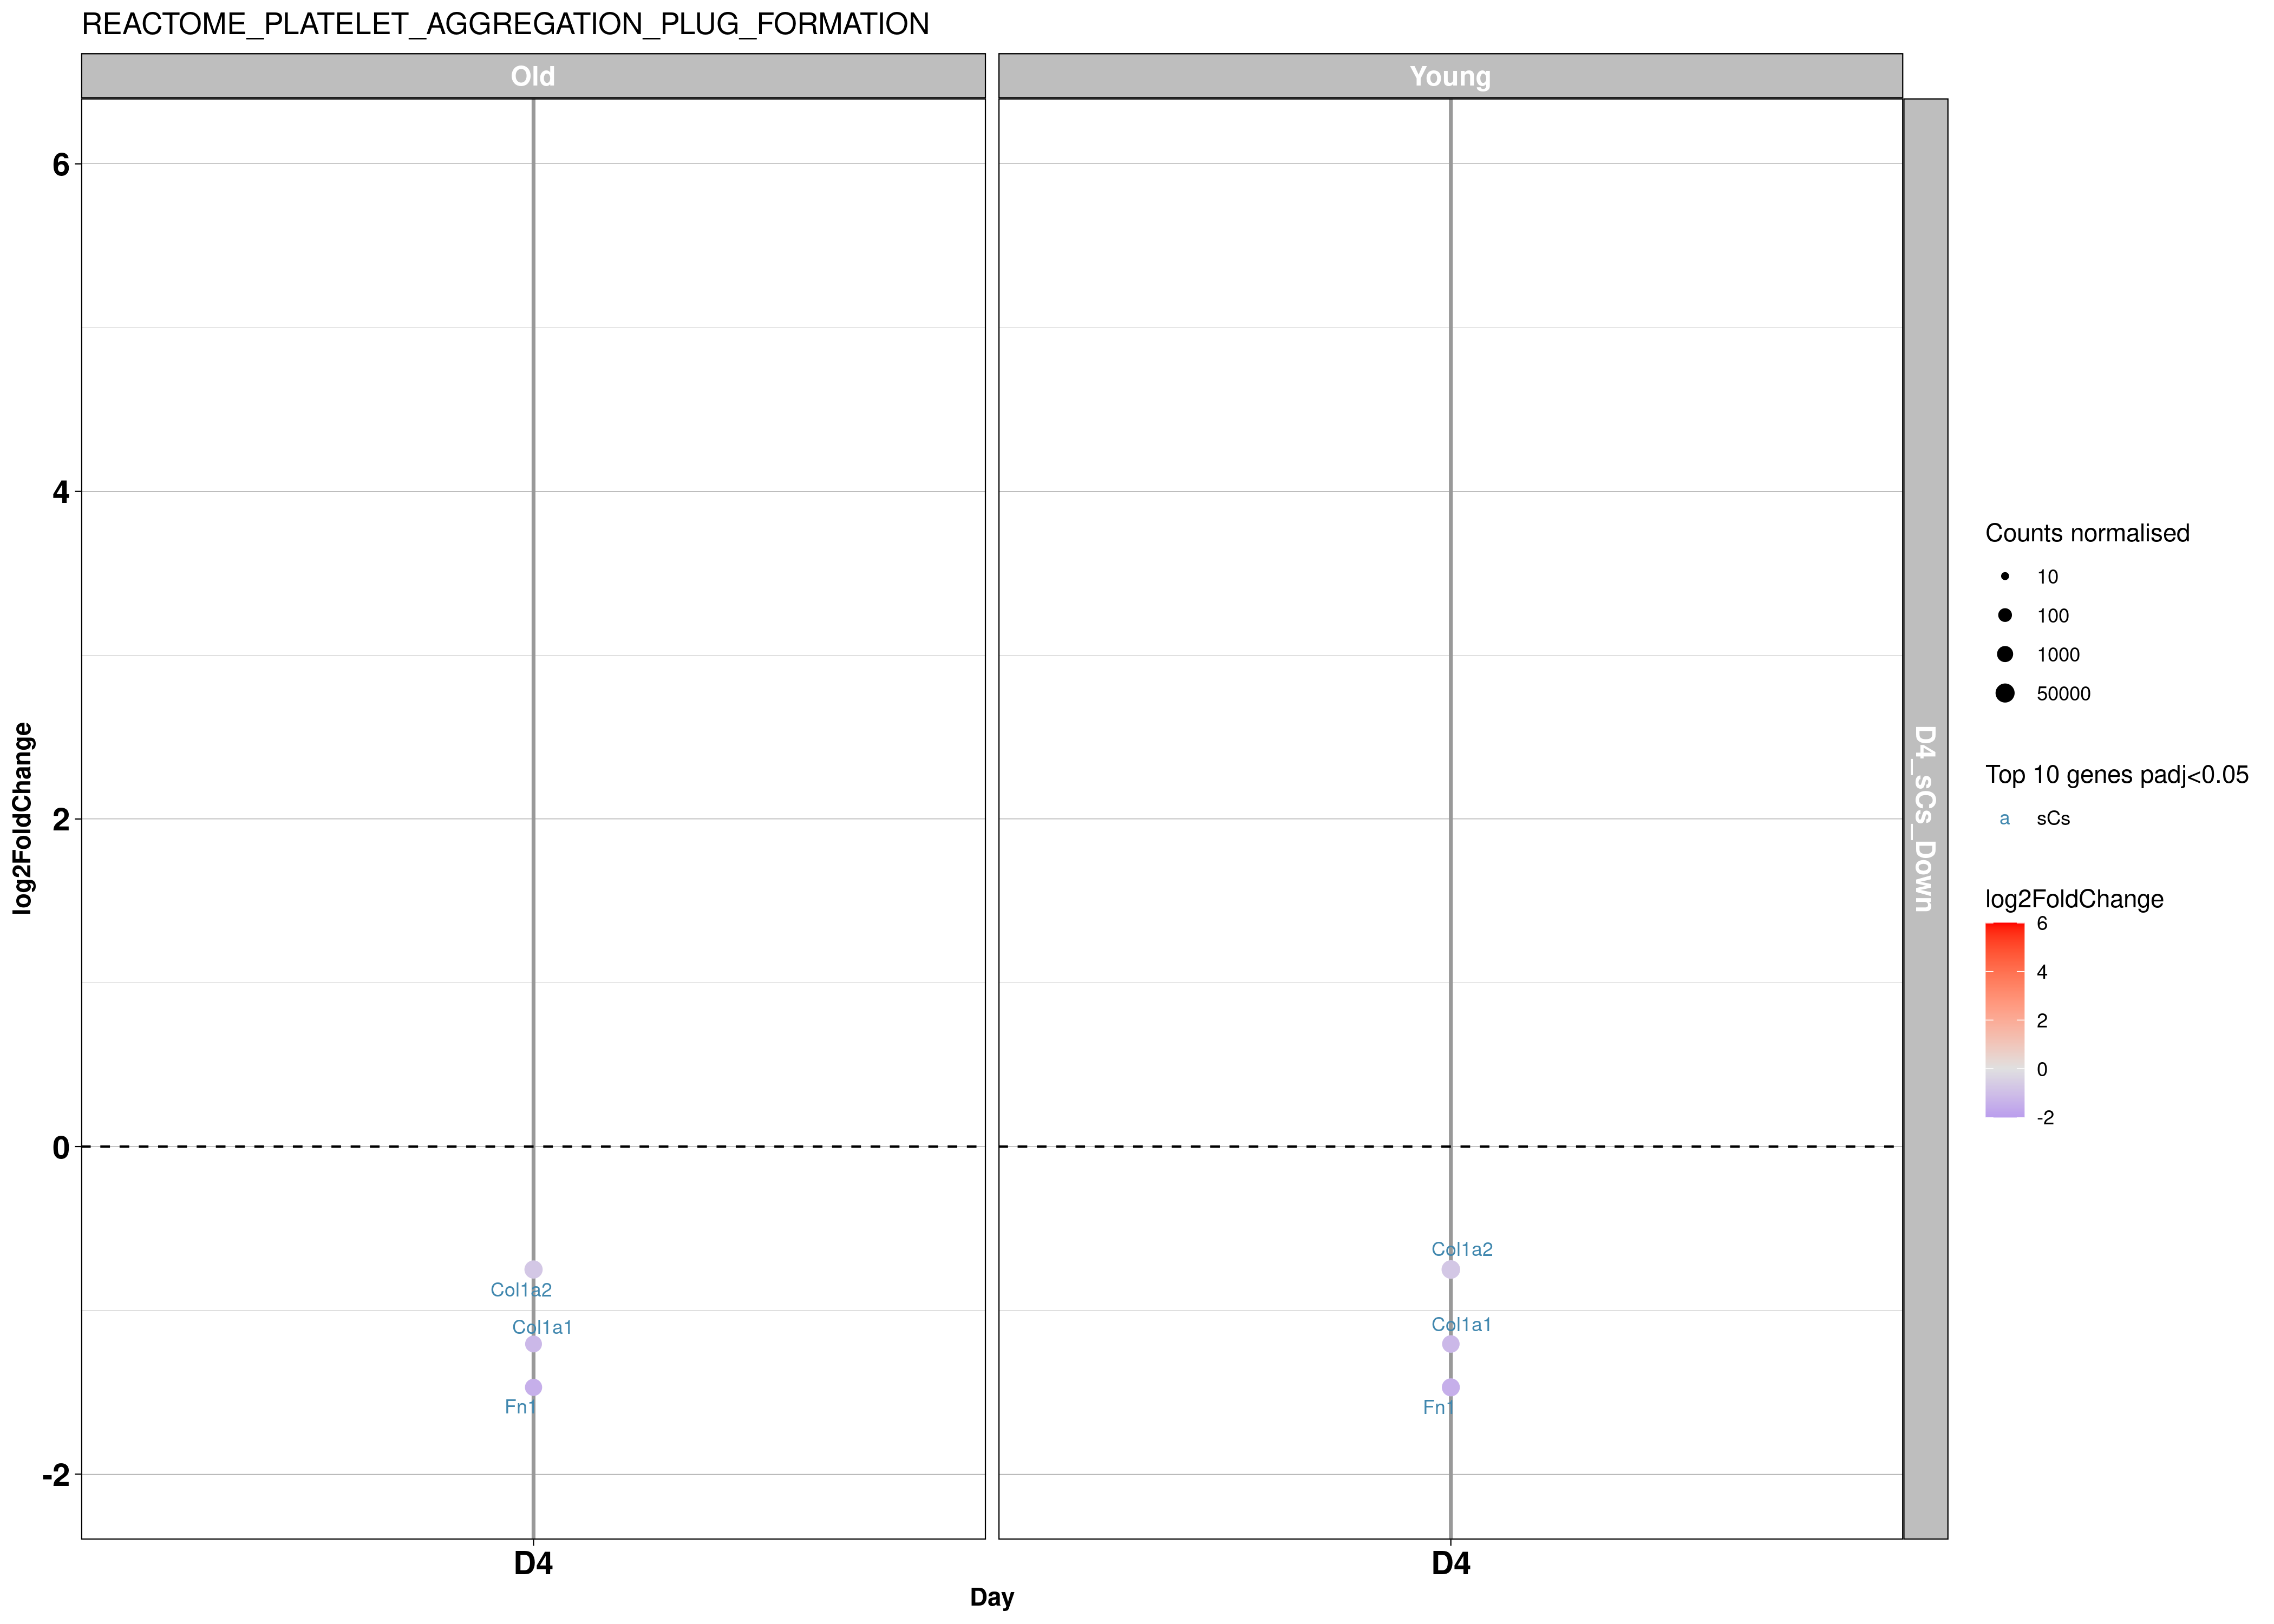 REACTOME_PLATELET_AGGREGATION_PLUG_FORMATION
Old
Young
6
4
2
0
-2
log2FoldChange
Col1a2
Col1a1
Fn1
Col1a2
Col1a1
Fn1
D4
D4
Day
D4_sCs_Down
Counts normalised
10
100
1000
50000
Top 10 genes padj<0.05
a sCs
log2FoldChange
6
4
2
0
-2